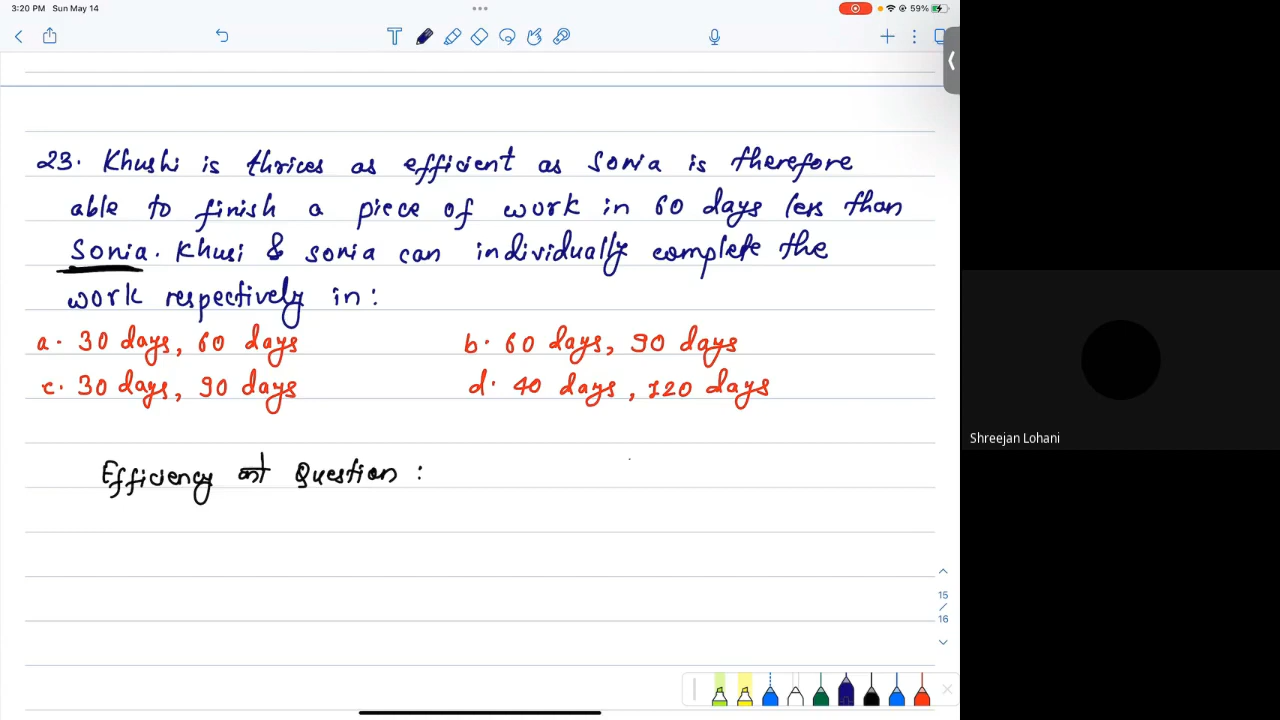 3:20 PM Sun May 14
59%
23. Khushi is thrices as efficient as Sonia is therefore
able to finish a piece of work in 60 days less than
Sonia. Khusi & sonia can individually complete the
work respectively in:
a. 30 days, 60 days
b. 60 days, 90 days
c. 30 days, 90 days
d. 40 days, 120 days
Efficiency Question:
Shreejan Lohani
15
/
16